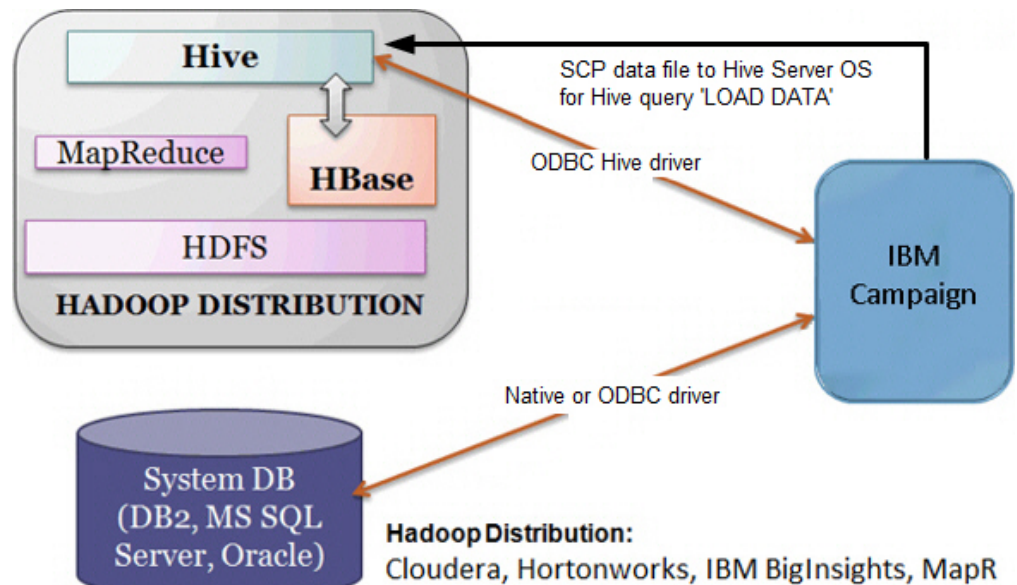 Hive
SCP data file to Hive Server OS
for Hive query 'LOAD DATA'
MapReduce
HBase
ODBC Hive driver
HDFS
HADOOP DISTRIBUTION
IBM
Campaign
Native or ODBC driver
System DB
(DB2, MS SQL
Server, Oracle)
Hadoop Distribution:
Cloudera, Hortonworks, IBM BigInsights, MapR